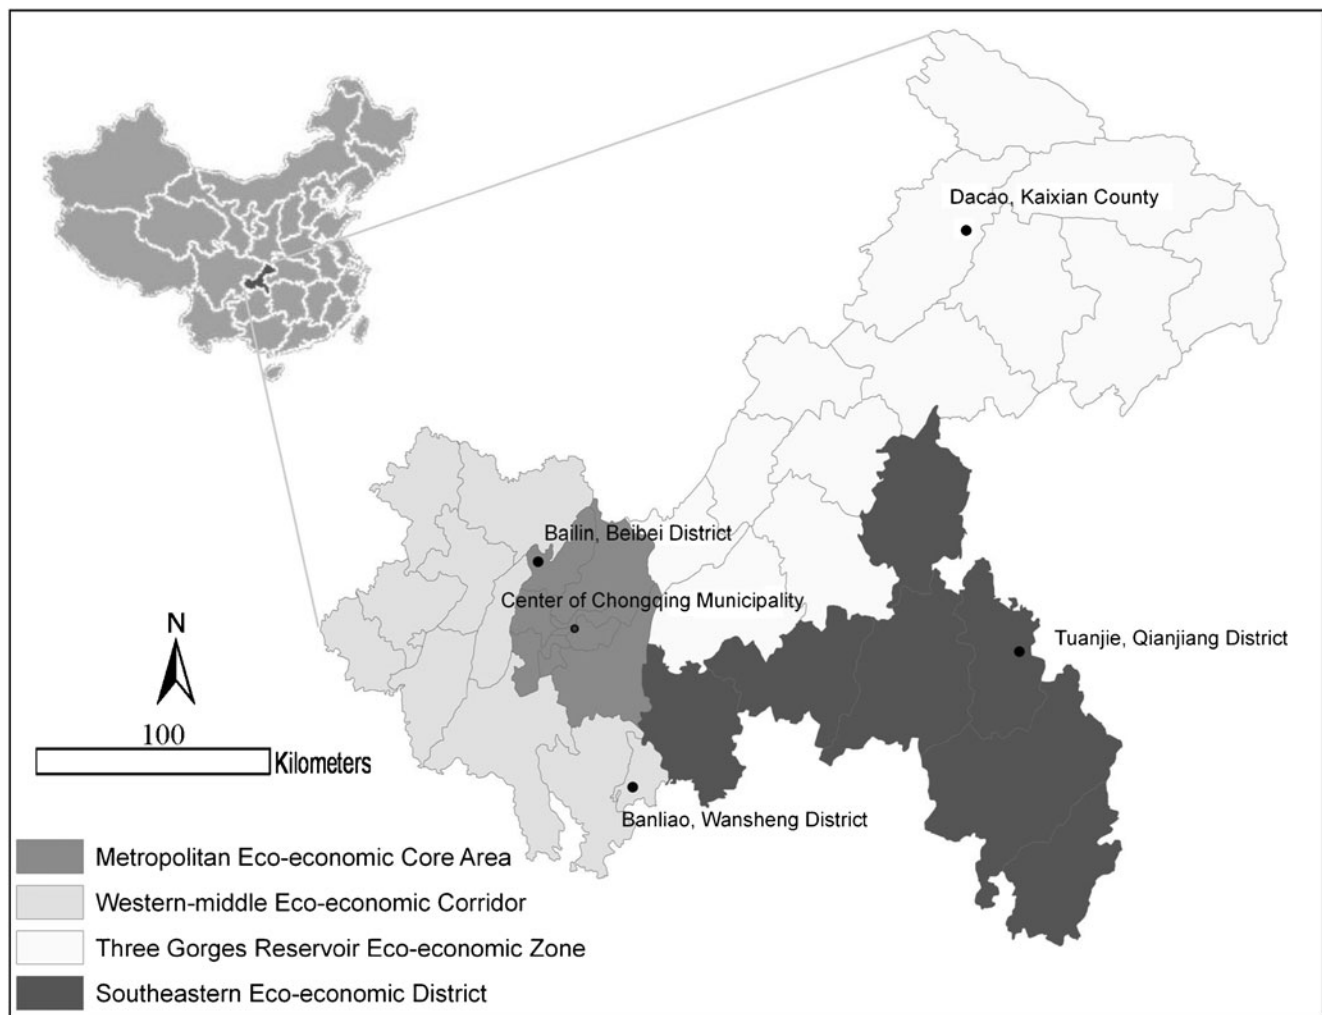 Dacao, Kaixian County
Bailin, Beibei District
Center of Chongqing Municipality
Tuanjie, Qianjiang District
N
100
Kilometers
Banliao, Wansheng District
Metropolitan Eco-economic Core Area
Western-middle Eco-economic Corridor
Three Gorges Reservoir Eco-economic Zone
Southeastern Eco-economic District